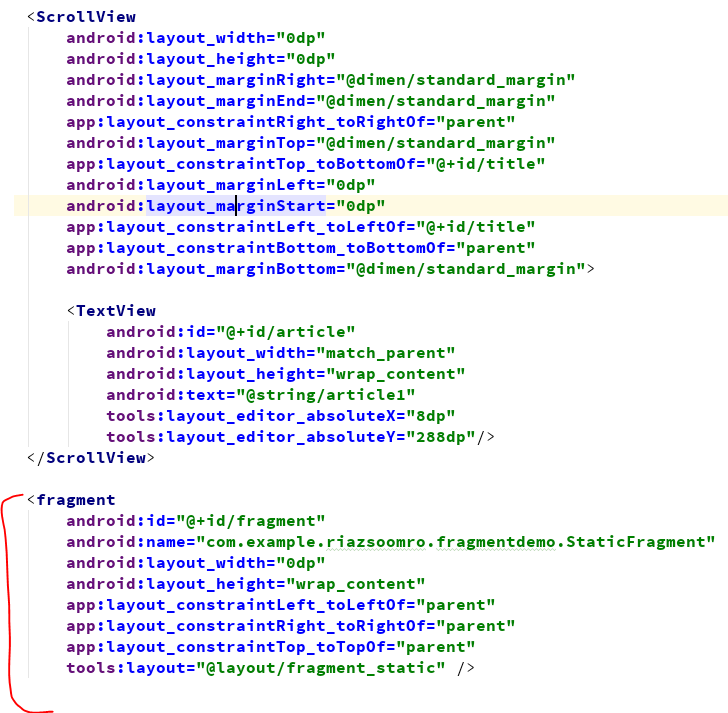 <ScrollView
android:layout_width="0dp"
android:layout_height="0dp"
android:layout_marginRight="@dimen/standard_margin"
android:layout_marginEnd="@dimen/standard_margin"
app:layout_constraintRight_toRightOf="parent"
android:layout_marginTop="@dimen/standard_margin"
app:layout_constraintTop_toBottomOf="@+id/title"
android:layout_marginLeft="0dp"
android:layout_marginStart="0dp"
app:layout_constraintLeft_toLeftOf="@+id/title"
app:layout_constraintBottom_toBottomOf="parent"
android:layout_marginBottom="@dimen/standard_margin">
<TextView
android:id="@+id/article"
android:layout_width="match_parent"
android:layout_height="wrap_content"
android:text="@string/article1"
tools:layout_editor_absoluteX="8dp"
tools:layout_editor_absoluteY="288dp"/>
</ScrollView>
<fragment
android:id="@+id/fragment"
android:name="com.example.riazsoomro.fragmentdemo.StaticFragment"
android:layout_width="0dp"
android:layout_height="wrap_content"
app:layout_constraintLeft_toLeftOf="parent"
app:layout_constraintRight_toRightOf="parent"
app:layout_constraintTop_toTopOf="parent"
tools:layout="@layout/fragment_static" />